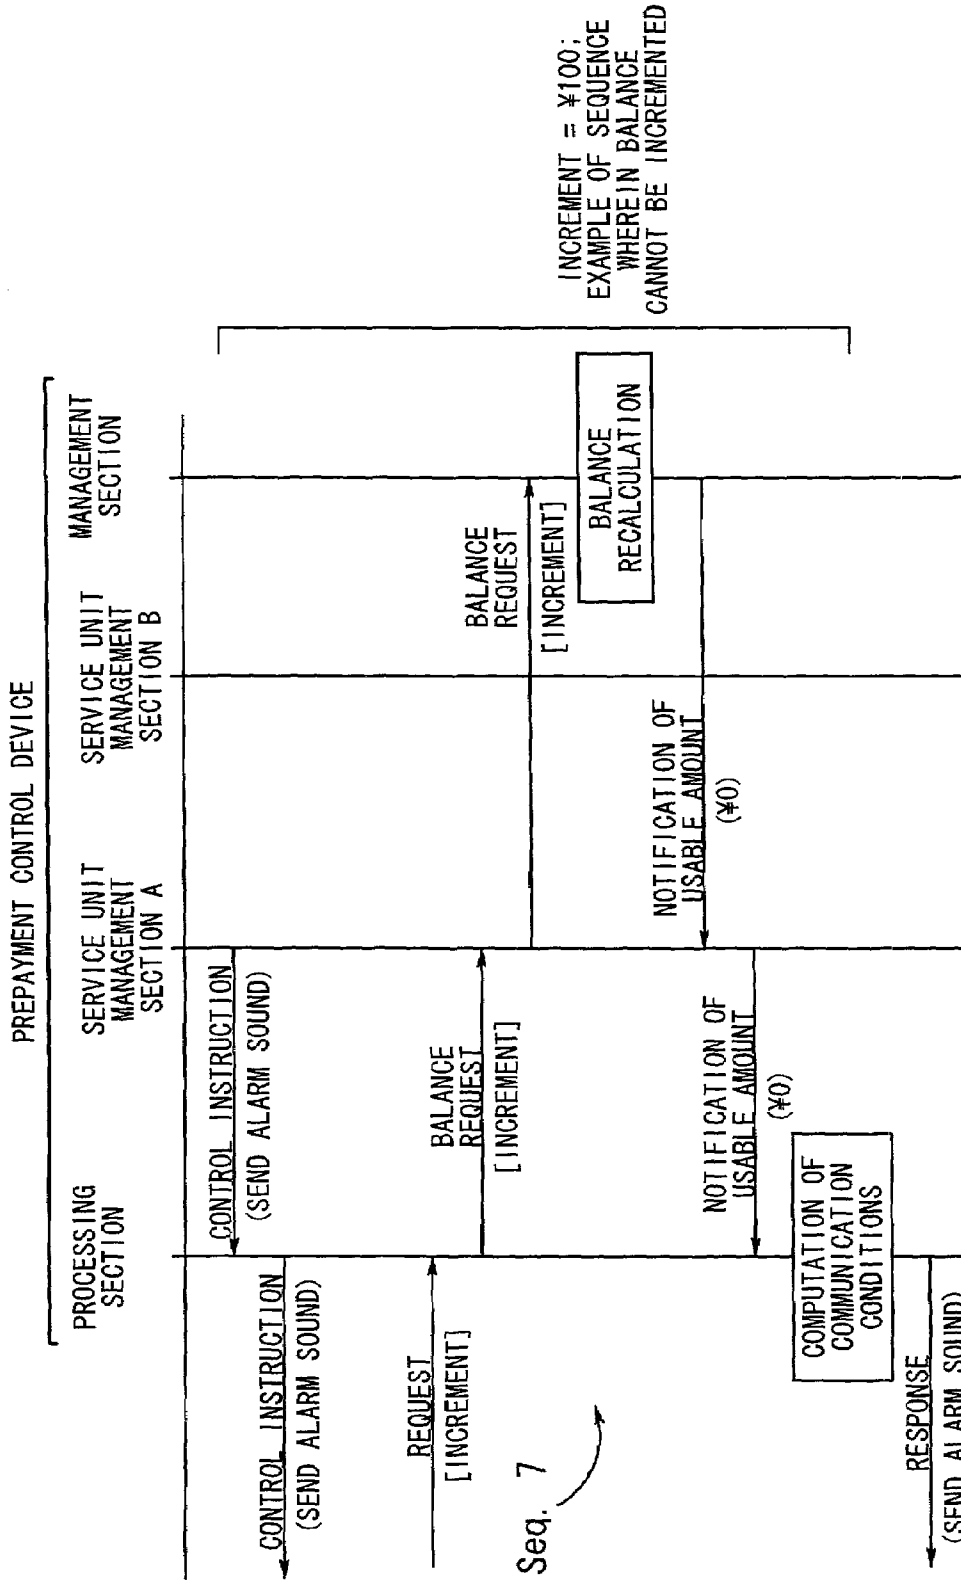 PREPAYMENT CONTROL DEVICE
PROCESSING
SECTION
SERVICE UNIT
MANAGEMENT
SECTION A
SERVICE UNIT
MANAGEMENT
SECTION B
MANAGEMENT
SECTION
CONTROL INSTRUCTION
(SEND ALARM SOUND)
CONTROL INSTRUCTION
(SEND ALARM SOUND)
REQUEST
[INCREMENT]
BALANCE
REQUEST
[INCREMENT]
BALANCE
REQUEST
[INCREMENT]
BALANCE
RECALCULATION
NOTIFICATION OF
USABLE AMOUNT
(¥0)
NOTIFICATION OF
USABLE AMOUNT
(¥0)
COMPUTATION OF
COMMUNICATION
CONDITIONS
RESPONSE
(SEND ALARM SOUND)
Seq. 7
INCREMENT = ¥100;
EXAMPLE OF SEQUENCE
WHEREIN BALANCE
CANNOT BE INCREMENTED